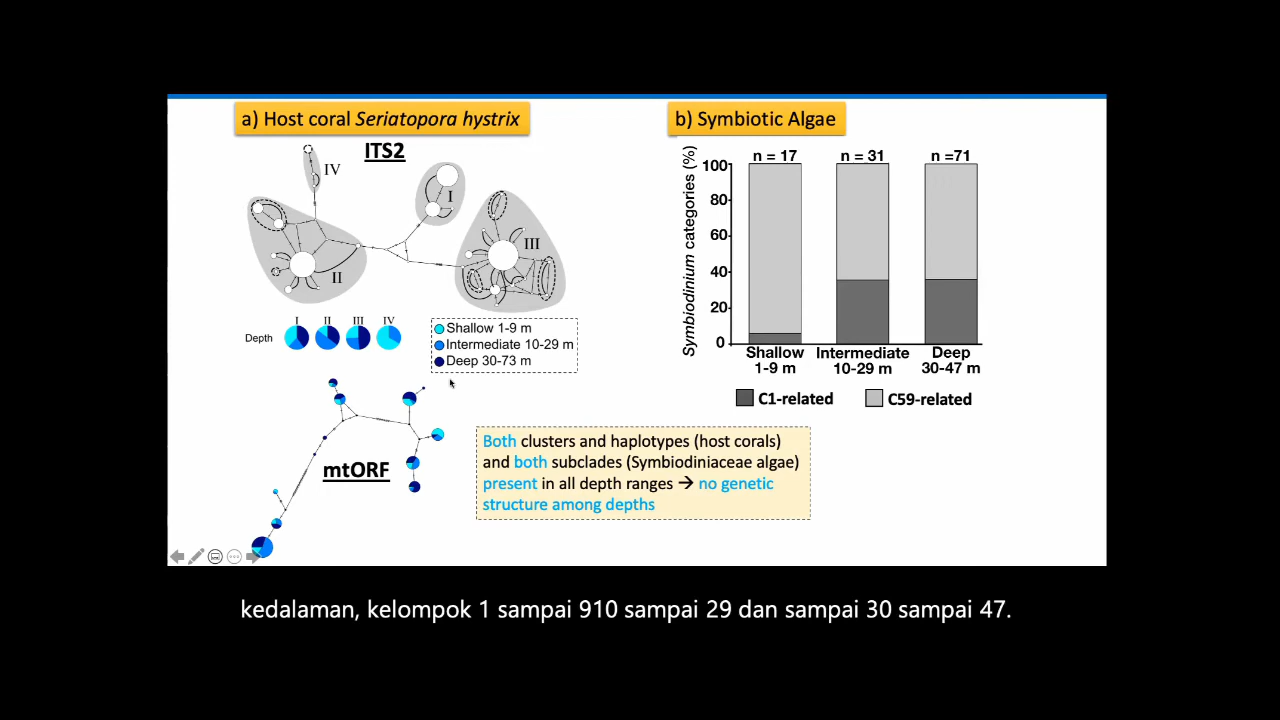 a) Host coral Seriatopora hystrix
ITS2
IV
I
II
III
Depth
I II III IV
Shallow 1-9 m
Intermediate 10-29 m
Deep 30-73 m
mtORF
b) Symbiotic Algae
Symbiodinium categories (%)
n = 17 n = 31 n =71
100
80
60
40
20
0
Shallow Intermediate Deep
1-9 m 10-29 m 30-47 m
C1-related C59-related
Both clusters and haplotypes (host corals)
and both subclades (Symbiodiniaceae algae)
present in all depth ranges → no genetic
structure among depths
kedalaman, kelompok 1 sampai 910 sampai 29 dan sampai 30 sampai 47.